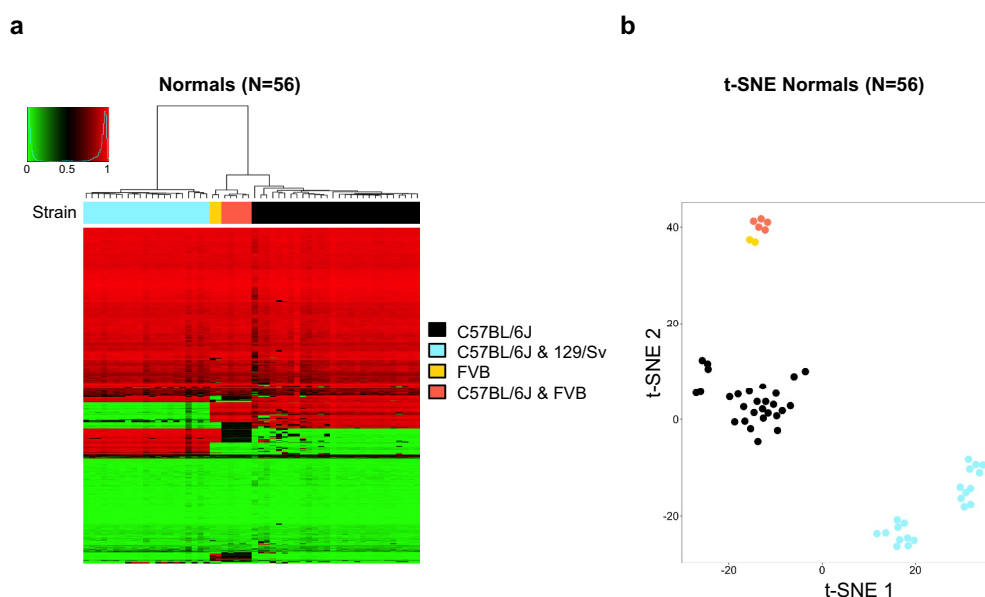 a
Normals (N=56)
0 0.5 1
Strain
C57BL/6J
C57BL/6J & 129/Sv
FVB
C57BL/6J & FVB
b
t-SNE Normals (N=56)
40
20
0
-20
t-SNE 2
-20 0 20
t-SNE 1